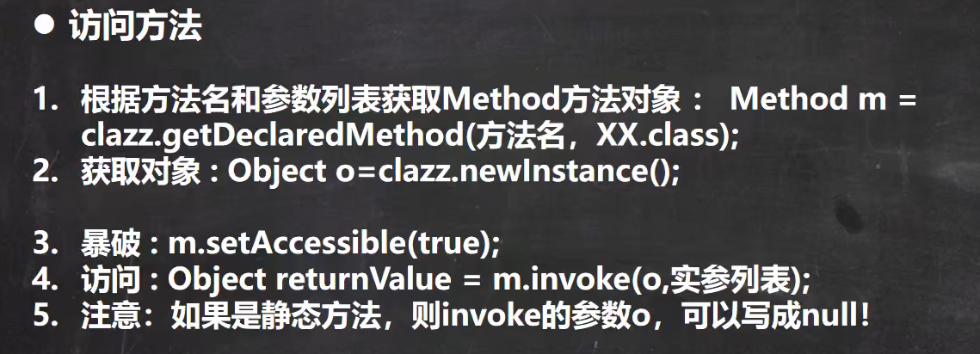 ● 访问方法
1. 根据方法名和参数列表获取Method方法对象： Method m =
clazz.getDeclaredMethod(方法名，XX.class);
2. 获取对象 : Object o=clazz.newInstance();
3. 暴破 : m.setAccessible(true);
4. 访问 : Object returnValue = m.invoke(o,实参列表);
5. 注意：如果是静态方法，则invoke的参数o，可以写成null！